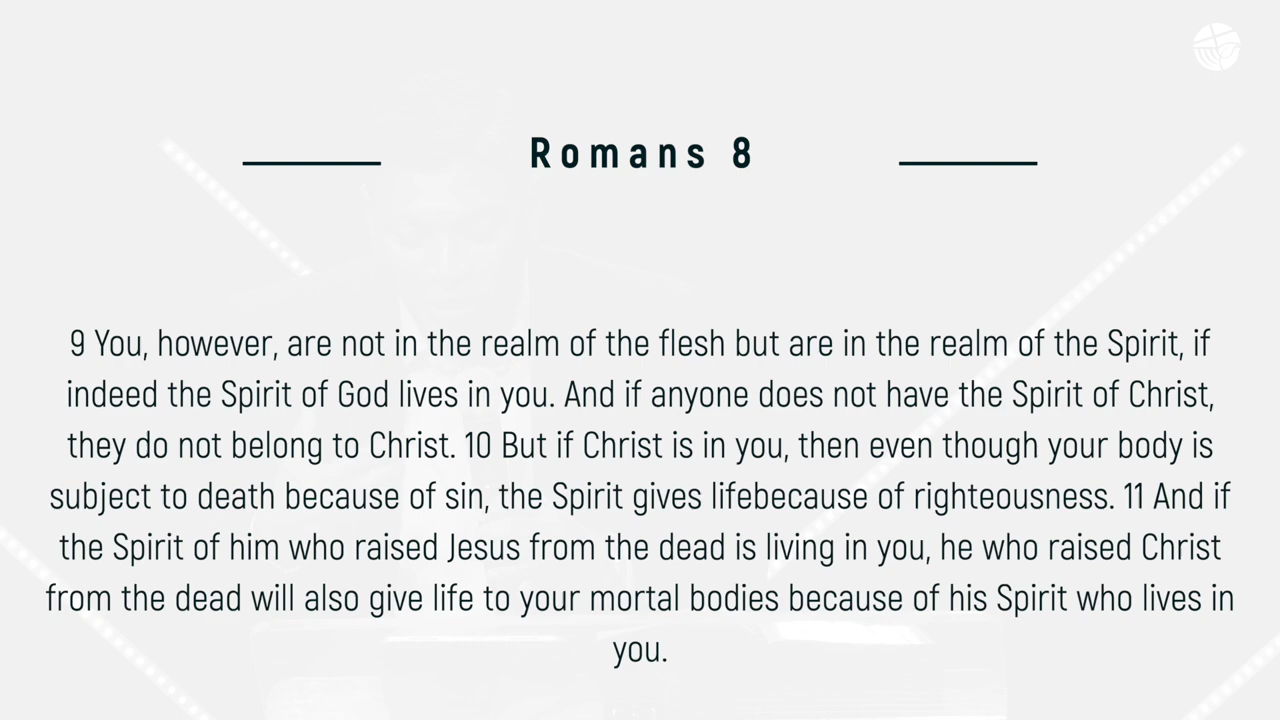 Romans 8
9 You, however, are not in the realm of the flesh but are in the realm of the Spirit, if
indeed the Spirit of God lives in you. And if anyone does not have the Spirit of Christ,
they do not belong to Christ. 10 But if Christ is in you, then even though your body is
subject to death because of sin, the Spirit gives lifebecause of righteousness. 11 And if
the Spirit of him who raised Jesus from the dead is living in you, he who raised Christ
from the dead will also give life to your mortal bodies because of his Spirit who lives in
you.